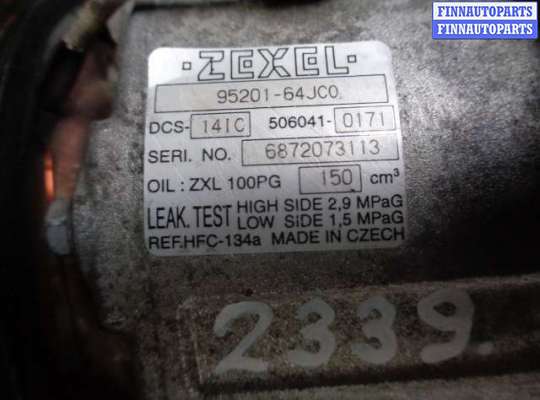 FINNAUTOPARTS
FINNAUTOPARTS
·ZEXEL·
95201-64JC0
DCS-141C 506041-0171
SERI. NO. 6872073113
OIL : ZXL 100PG 150 cm³
LEAK. TEST HIGH SIDE 2,9 MPaG
LOW SIDE 1,5 MPaG
REF.HFC-134a MADE IN CZECH
2339.